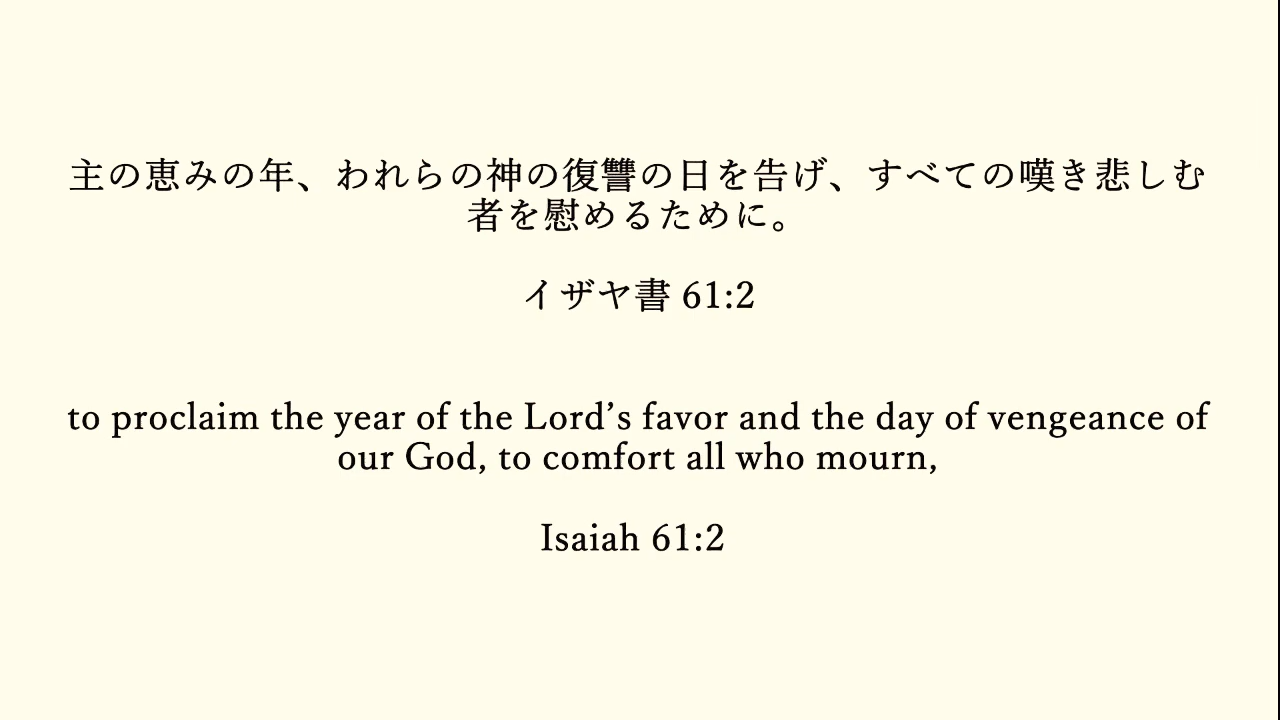 主の恵みの年、われらの神の復讐の日を告げ、すべての嘆き悲しむ
者を慰めるために。
イザヤ書 61:2
to proclaim the year of the Lord’s favor and the day of vengeance of
our God, to comfort all who mourn,
Isaiah 61:2